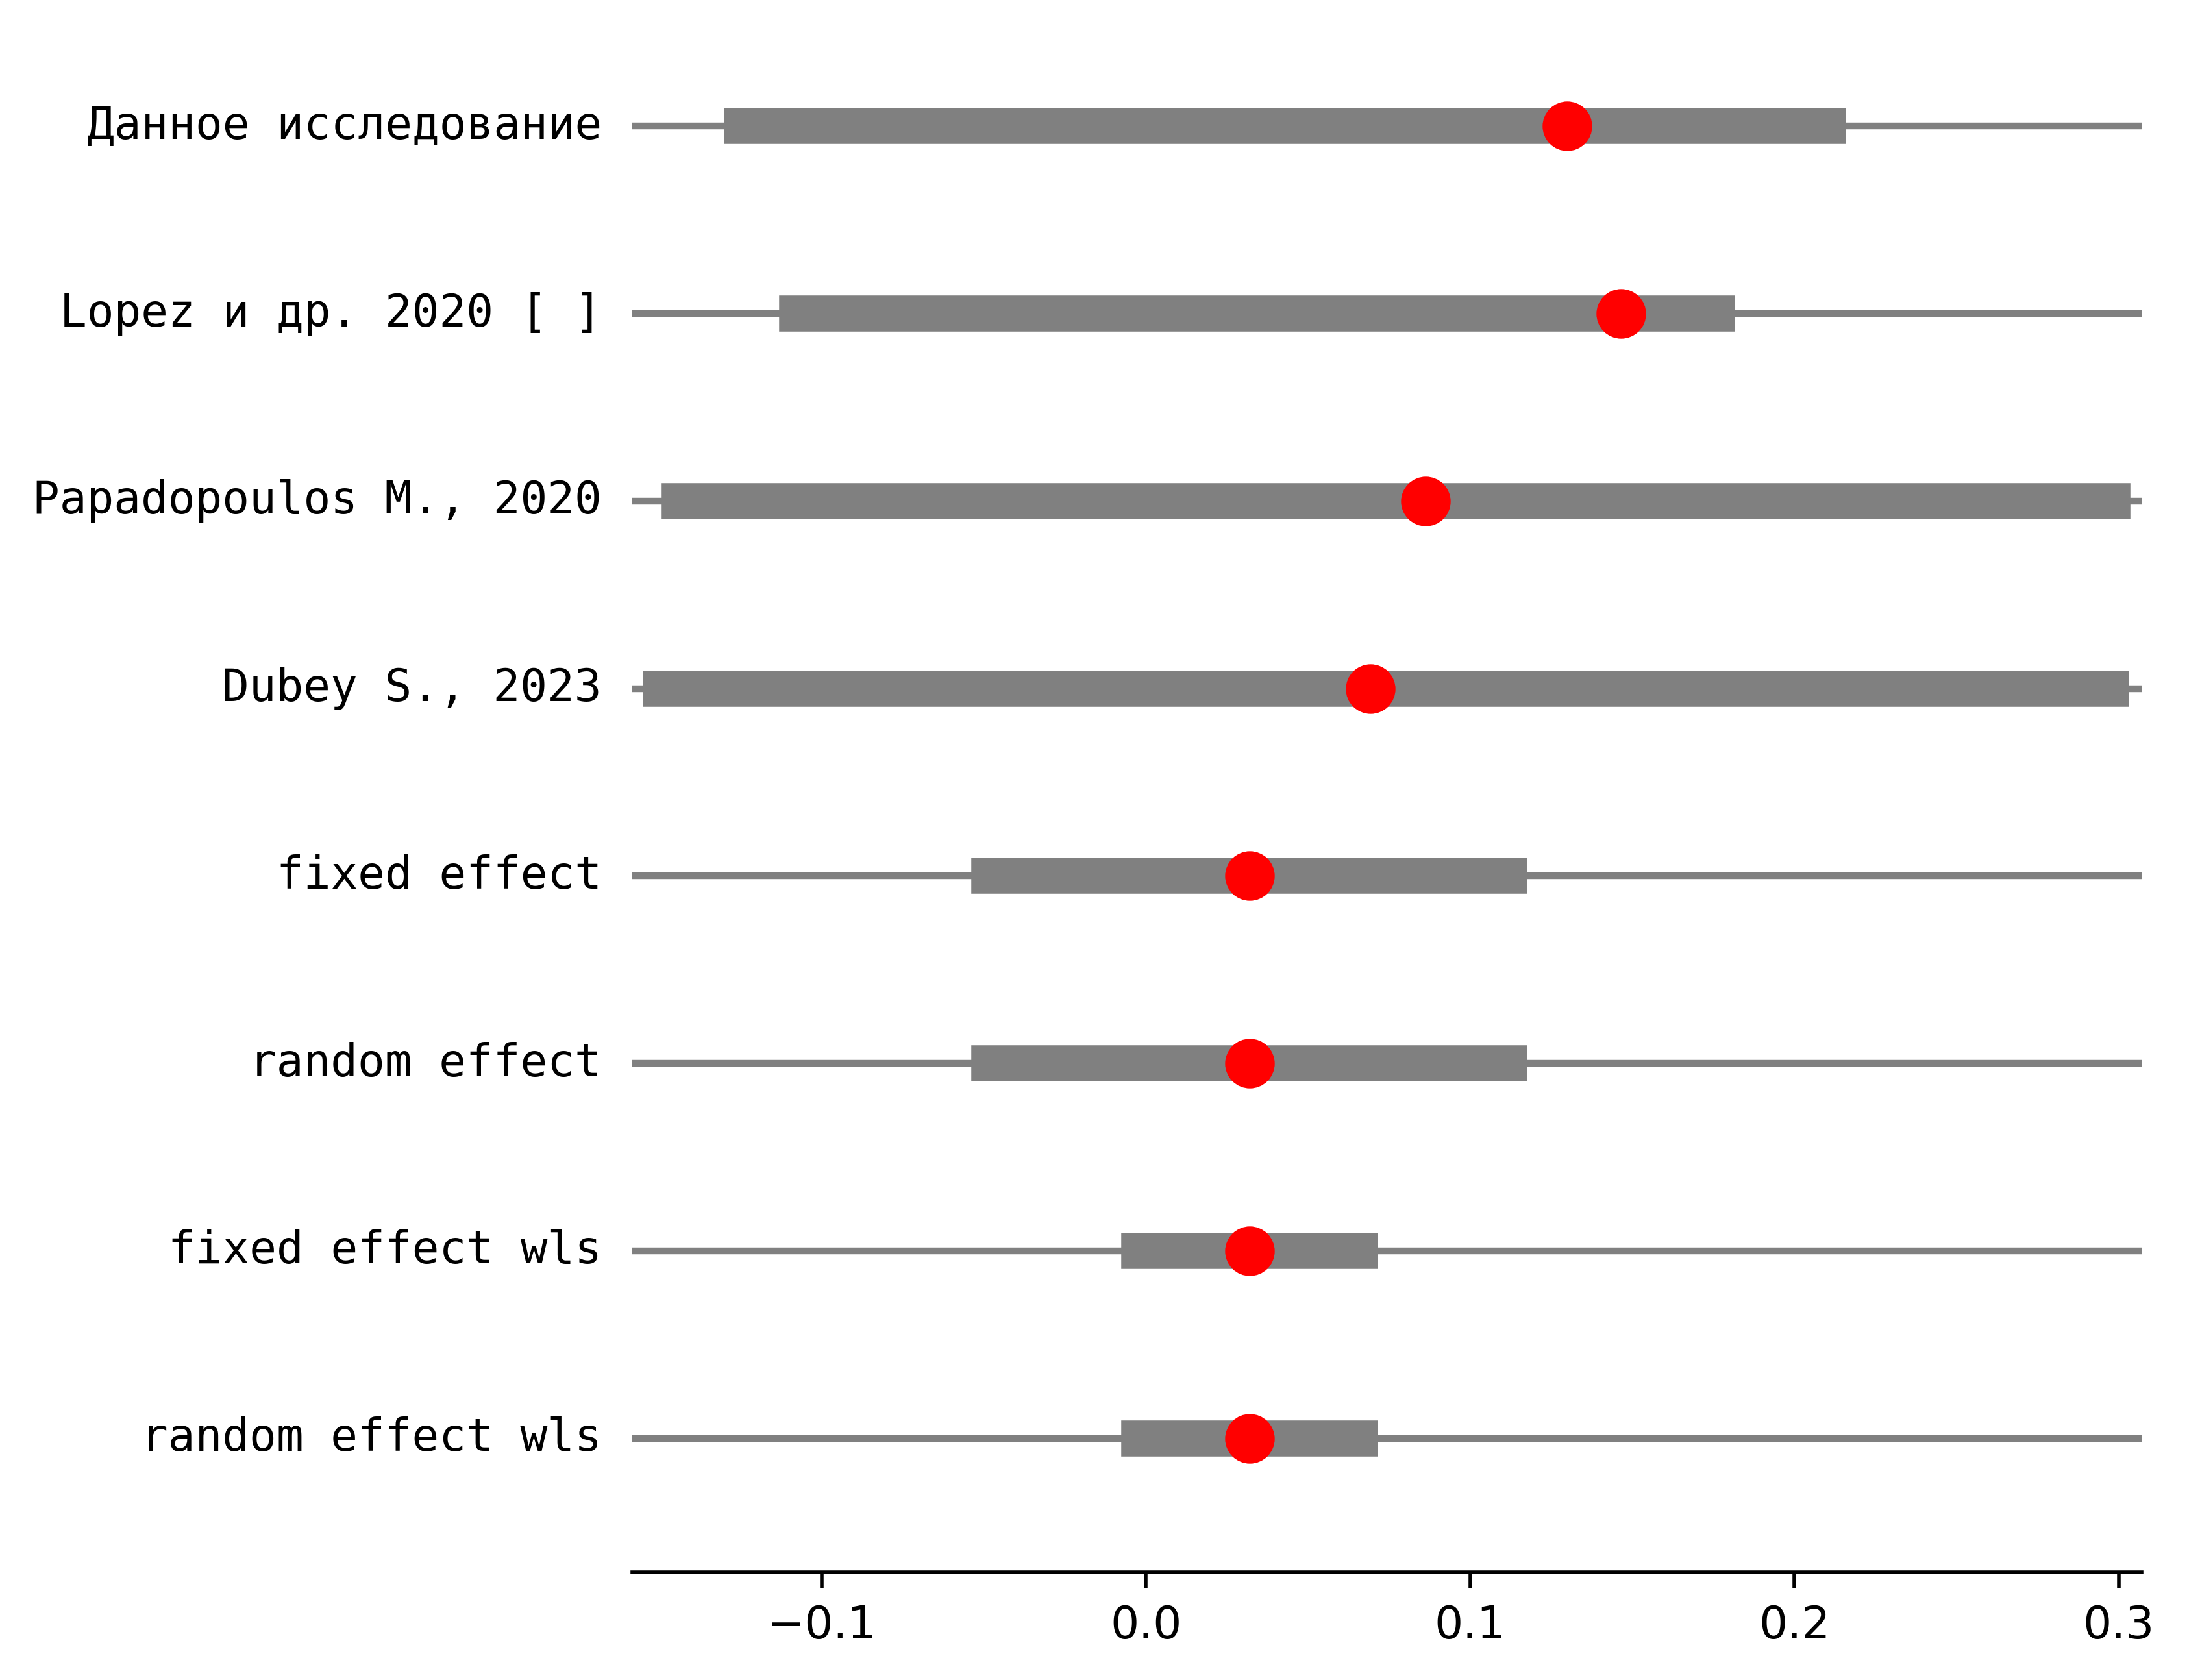 Данное исследование
Lopez и др. 2020 [ ]
Papadopoulos M., 2020
Dubey S., 2023
fixed effect
random effect
fixed effect wls
random effect wls
−0.1 0.0 0.1 0.2 0.3